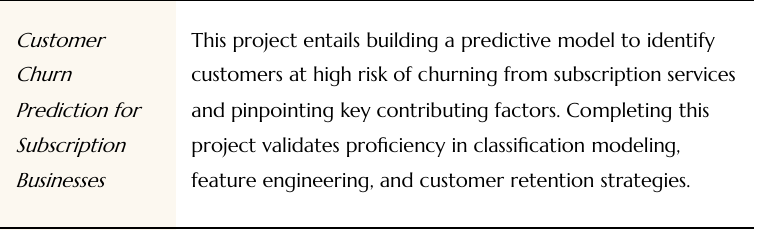 Customer
Churn
Prediction for
Subscription
Businesses
This project entails building a predictive model to identify
customers at high risk of churning from subscription services
and pinpointing key contributing factors. Completing this
project validates proficiency in classification modeling,
feature engineering, and customer retention strategies.